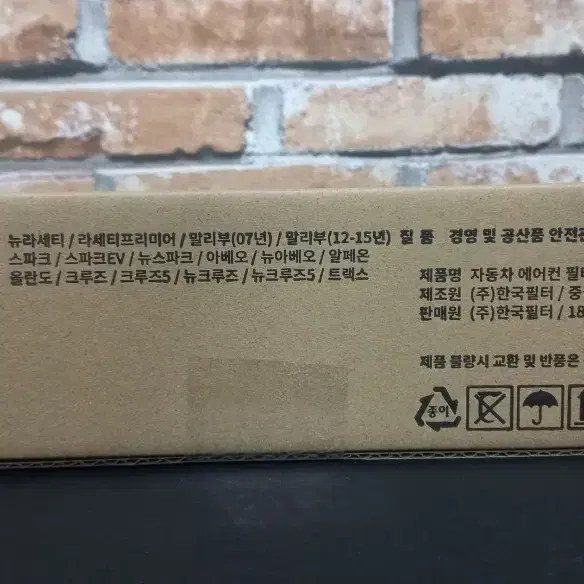 뉴라세티 / 라세티프리미어 / 말리부(07년) / 말리부(12-15년)
스파크 / 스파크EV / 뉴스파크 / 아베오 / 뉴아베오 / 알페온
올란도 / 크루즈 / 크루즈5 / 뉴크루즈 / 뉴크루즈5 / 트랙스
질 품 경영 및 공산품 안전
제품명 자동차 에어컨 필
제조원 (주)한국필터 / 중
판매원 (주)한국필터 / 18
제품 불량시 교환 및 반품은
종이